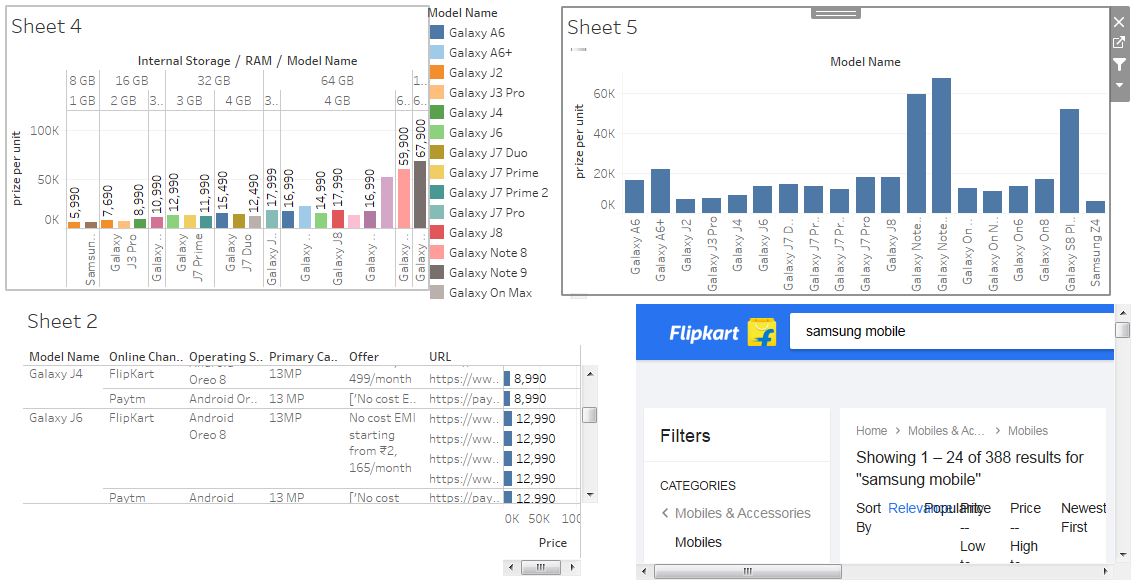 Sheet 4
Internal Storage / RAM / Model Name
8 GB 16 GB 32 GB 64 GB 1..
1 GB 2 GB 3.. 3 GB 4 GB 3.. 4 GB 6.. 6..
prize per unit
100K
50K
0K
5,990 7,690 8,990 10,990 12,990 11,990 15,490 12,490 17,999 16,990 14,990 17,990 16,990 59,900 67,900
Samsun.. Galaxy J3 Pro Galaxy .. Galaxy J7 Prime Galaxy J7 Duo Galaxy J.. Galaxy .. Galaxy J8 Galaxy .. Galaxy .. Galaxy ..
Model Name
Galaxy A6
Galaxy A6+
Galaxy J2
Galaxy J3 Pro
Galaxy J4
Galaxy J6
Galaxy J7 Duo
Galaxy J7 Prime
Galaxy J7 Prime 2
Galaxy J7 Pro
Galaxy J8
Galaxy Note 8
Galaxy Note 9
Galaxy On Max
Sheet 5
Model Name
prize per unit
60K
40K
20K
0K
Galaxy A6 Galaxy A6+ Galaxy J2 Galaxy J3 Pro Galaxy J4 Galaxy J6 Galaxy J7 D.. Galaxy J7 Pr.. Galaxy J7 Pr.. Galaxy J7 Pro Galaxy J8 Galaxy Note.. Galaxy Note.. Galaxy On .. Galaxy On N.. Galaxy On6 Galaxy On8 Galaxy S8 Pl.. Samsung Z4
Sheet 2
Model Name Online Chan.. Operating S.. Primary Ca.. Offer URL
Galaxy J4 FlipKart Android Oreo 8 13MP 499/month https://ww.. 8,990
Paytm Android Or.. 13 MP ['No cost E.. https://pay.. 8,990
Galaxy J6 FlipKart Android 13MP No cost EMI https://ww.. 12,990
Oreo 8 starting https://ww.. 12,990
from ₹2, https://ww.. 12,990
165/month https://ww.. 12,990
Paytm Android 13 MP ['No cost https://pay.. 12,990
0K 50K 100
Price
Flipkart
samsung mobile
Filters
CATEGORIES
Mobiles & Accessories
Mobiles
Home > Mobiles & Ac... > Mobiles
Showing 1 – 24 of 388 results for
"samsung mobile"
Sort Relevance Popularity Price Price Newest
By -- -- First
Low High
to to